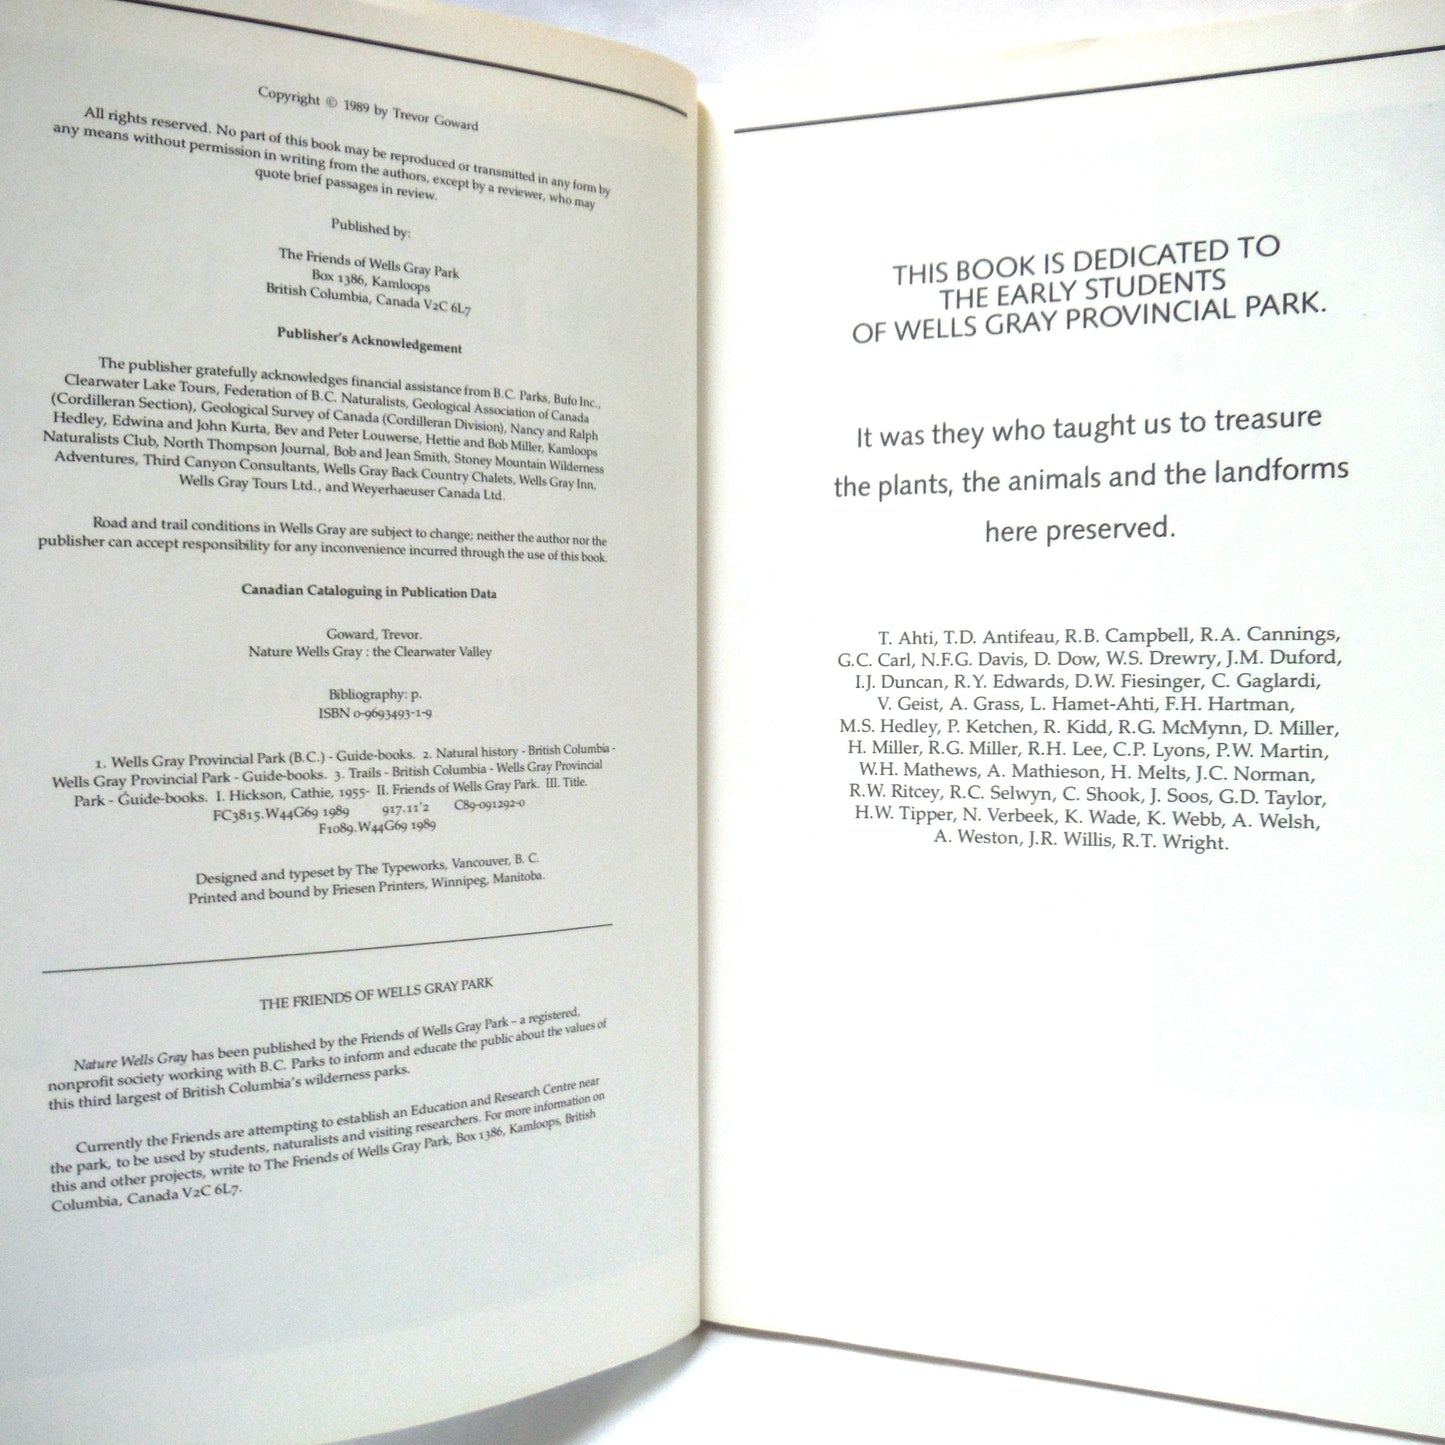 Copyright © 1989 by Trevor Goward
All rights reserved. No part of this book may be reproduced or transmitted in any form by
any means without permission in writing from the authors, except by a reviewer, who may
quote brief passages in review.
Published by:
The Friends of Wells Gray Park
Box 1386, Kamloops
British Columbia, Canada V2C 6L7
Publisher's Acknowledgement
The publisher gratefully acknowledges financial assistance from B.C. Parks, Bufo Inc.,
Clearwater Lake Tours, Federation of B.C. Naturalists, Geological Association of Canada
(Cordilleran Section), Geological Survey of Canada (Cordilleran Division), Nancy and Ralph
Hedley, Edwina and John Kurta, Bev and Peter Louwerse, Hettie and Bob Miller, Kamloops
Naturalists Club, North Thompson Journal, Bob and Jean Smith, Stoney Mountain Wilderness
Adventures, Third Canyon Consultants, Wells Gray Back Country Chalets, Wells Gray Inn,
Wells Gray Tours Ltd., and Weyerhaeuser Canada Ltd.
Road and trail conditions in Wells Gray are subject to change; neither the author nor the
publisher can accept responsibility for any inconvenience incurred through the use of this book.
Canadian Cataloguing in Publication Data
Goward, Trevor.
Nature Wells Gray : the Clearwater Valley
Bibliography: p.
ISBN 0-9693493-1-9
1. Wells Gray Provincial Park (B.C.) - Guide-books. 2. Natural history - British Columbia -
Wells Gray Provincial Park - Guide-books. 3. Trails - British Columbia - Wells Gray Provincial
Park - Guide-books. I. Hickson, Cathie, 1955- II. Friends of Wells Gray Park. III. Title.
FC3815.W44G69 1989 917.11'2 C89-091292-0
F1089.W44G69 1989
Designed and typeset by The Typeworks, Vancouver, B. C.
Printed and bound by Friesen Printers, Winnipeg, Manitoba.
THE FRIENDS OF WELLS GRAY PARK
Nature Wells Gray has been published by the Friends of Wells Gray Park – a registered,
nonprofit society working with B.C. Parks to inform and educate the public about the values of
this third largest of British Columbia's wilderness parks.
Currently the Friends are attempting to establish an Education and Research Centre near
the park, to be used by students, naturalists and visiting researchers. For more information on
this and other projects, write to The Friends of Wells Gray Park, Box 1386, Kamloops, British
Columbia, Canada V2C 6L7.
THIS BOOK IS DEDICATED TO
THE EARLY STUDENTS
OF WELLS GRAY PROVINCIAL PARK.
It was they who taught us to treasure
the plants, the animals and the landforms
here preserved.
T. Ahti, T.D. Antifeau, R.B. Campbell, R.A. Cannings,
G.C. Carl, N.F.G. Davis, D. Dow, W.S. Drewry, J.M. Duford,
I.J. Duncan, R.Y. Edwards, D.W. Fiesinger, C. Gaglardi,
V. Geist, A. Grass, L. Hamet-Ahti, F.H. Hartman,
M.S. Hedley, P. Ketchen, R. Kidd, R.G. McMynn, D. Miller,
H. Miller, R.G. Miller, R.H. Lee, C.P. Lyons, P.W. Martin,
W.H. Mathews, A. Mathieson, H. Melts, J.C. Norman,
R.W. Ritcey, R.C. Selwyn, C. Shook, J. Soos, G.D. Taylor,
H.W. Tipper, N. Verbeek, K. Wade, K. Webb, A. Welsh,
A. Weston, J.R. Willis, R.T. Wright.